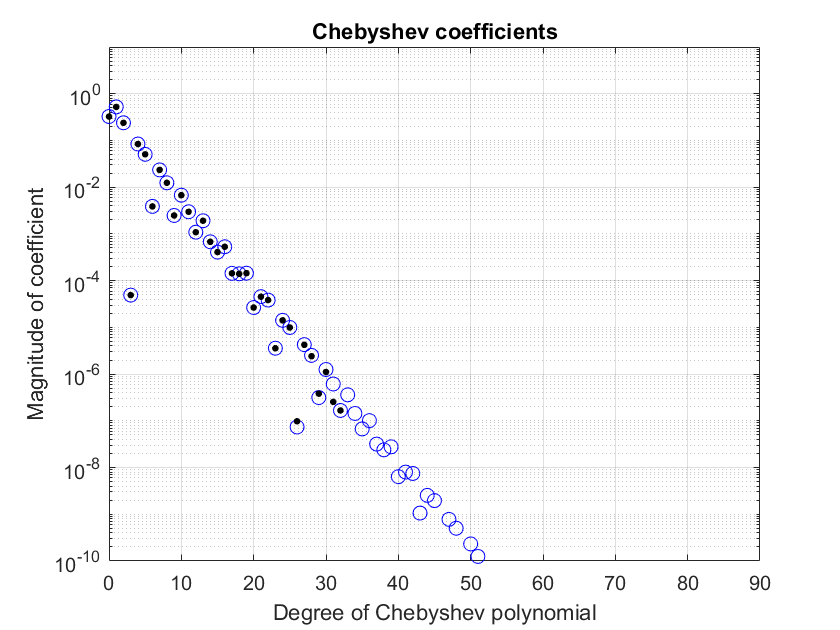 Chebyshev coefficients
Magnitude of coefficient
10^0
10^-2
10^-4
10^-6
10^-8
10^-10
0 10 20 30 40 50 60 70 80 90
Degree of Chebyshev polynomial